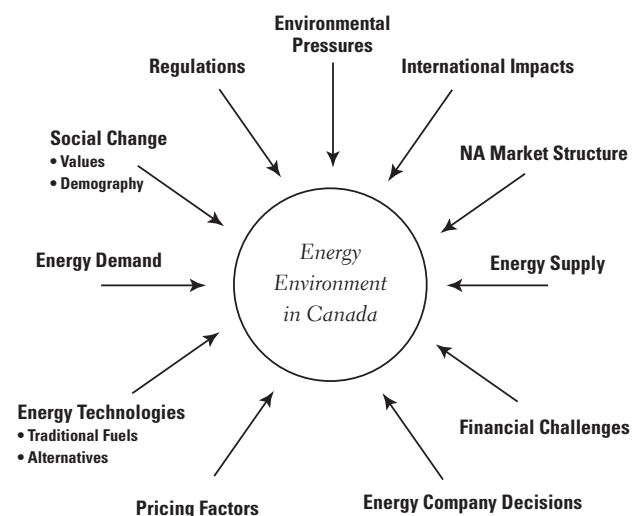 Environmental
Pressures
Regulations
International Impacts
Social Change
• Values
• Demography
NA Market Structure
Energy Demand
Energy
Environment
in Canada
Energy Supply
Energy Technologies
• Traditional Fuels
• Alternatives
Financial Challenges
Pricing Factors
Energy Company Decisions